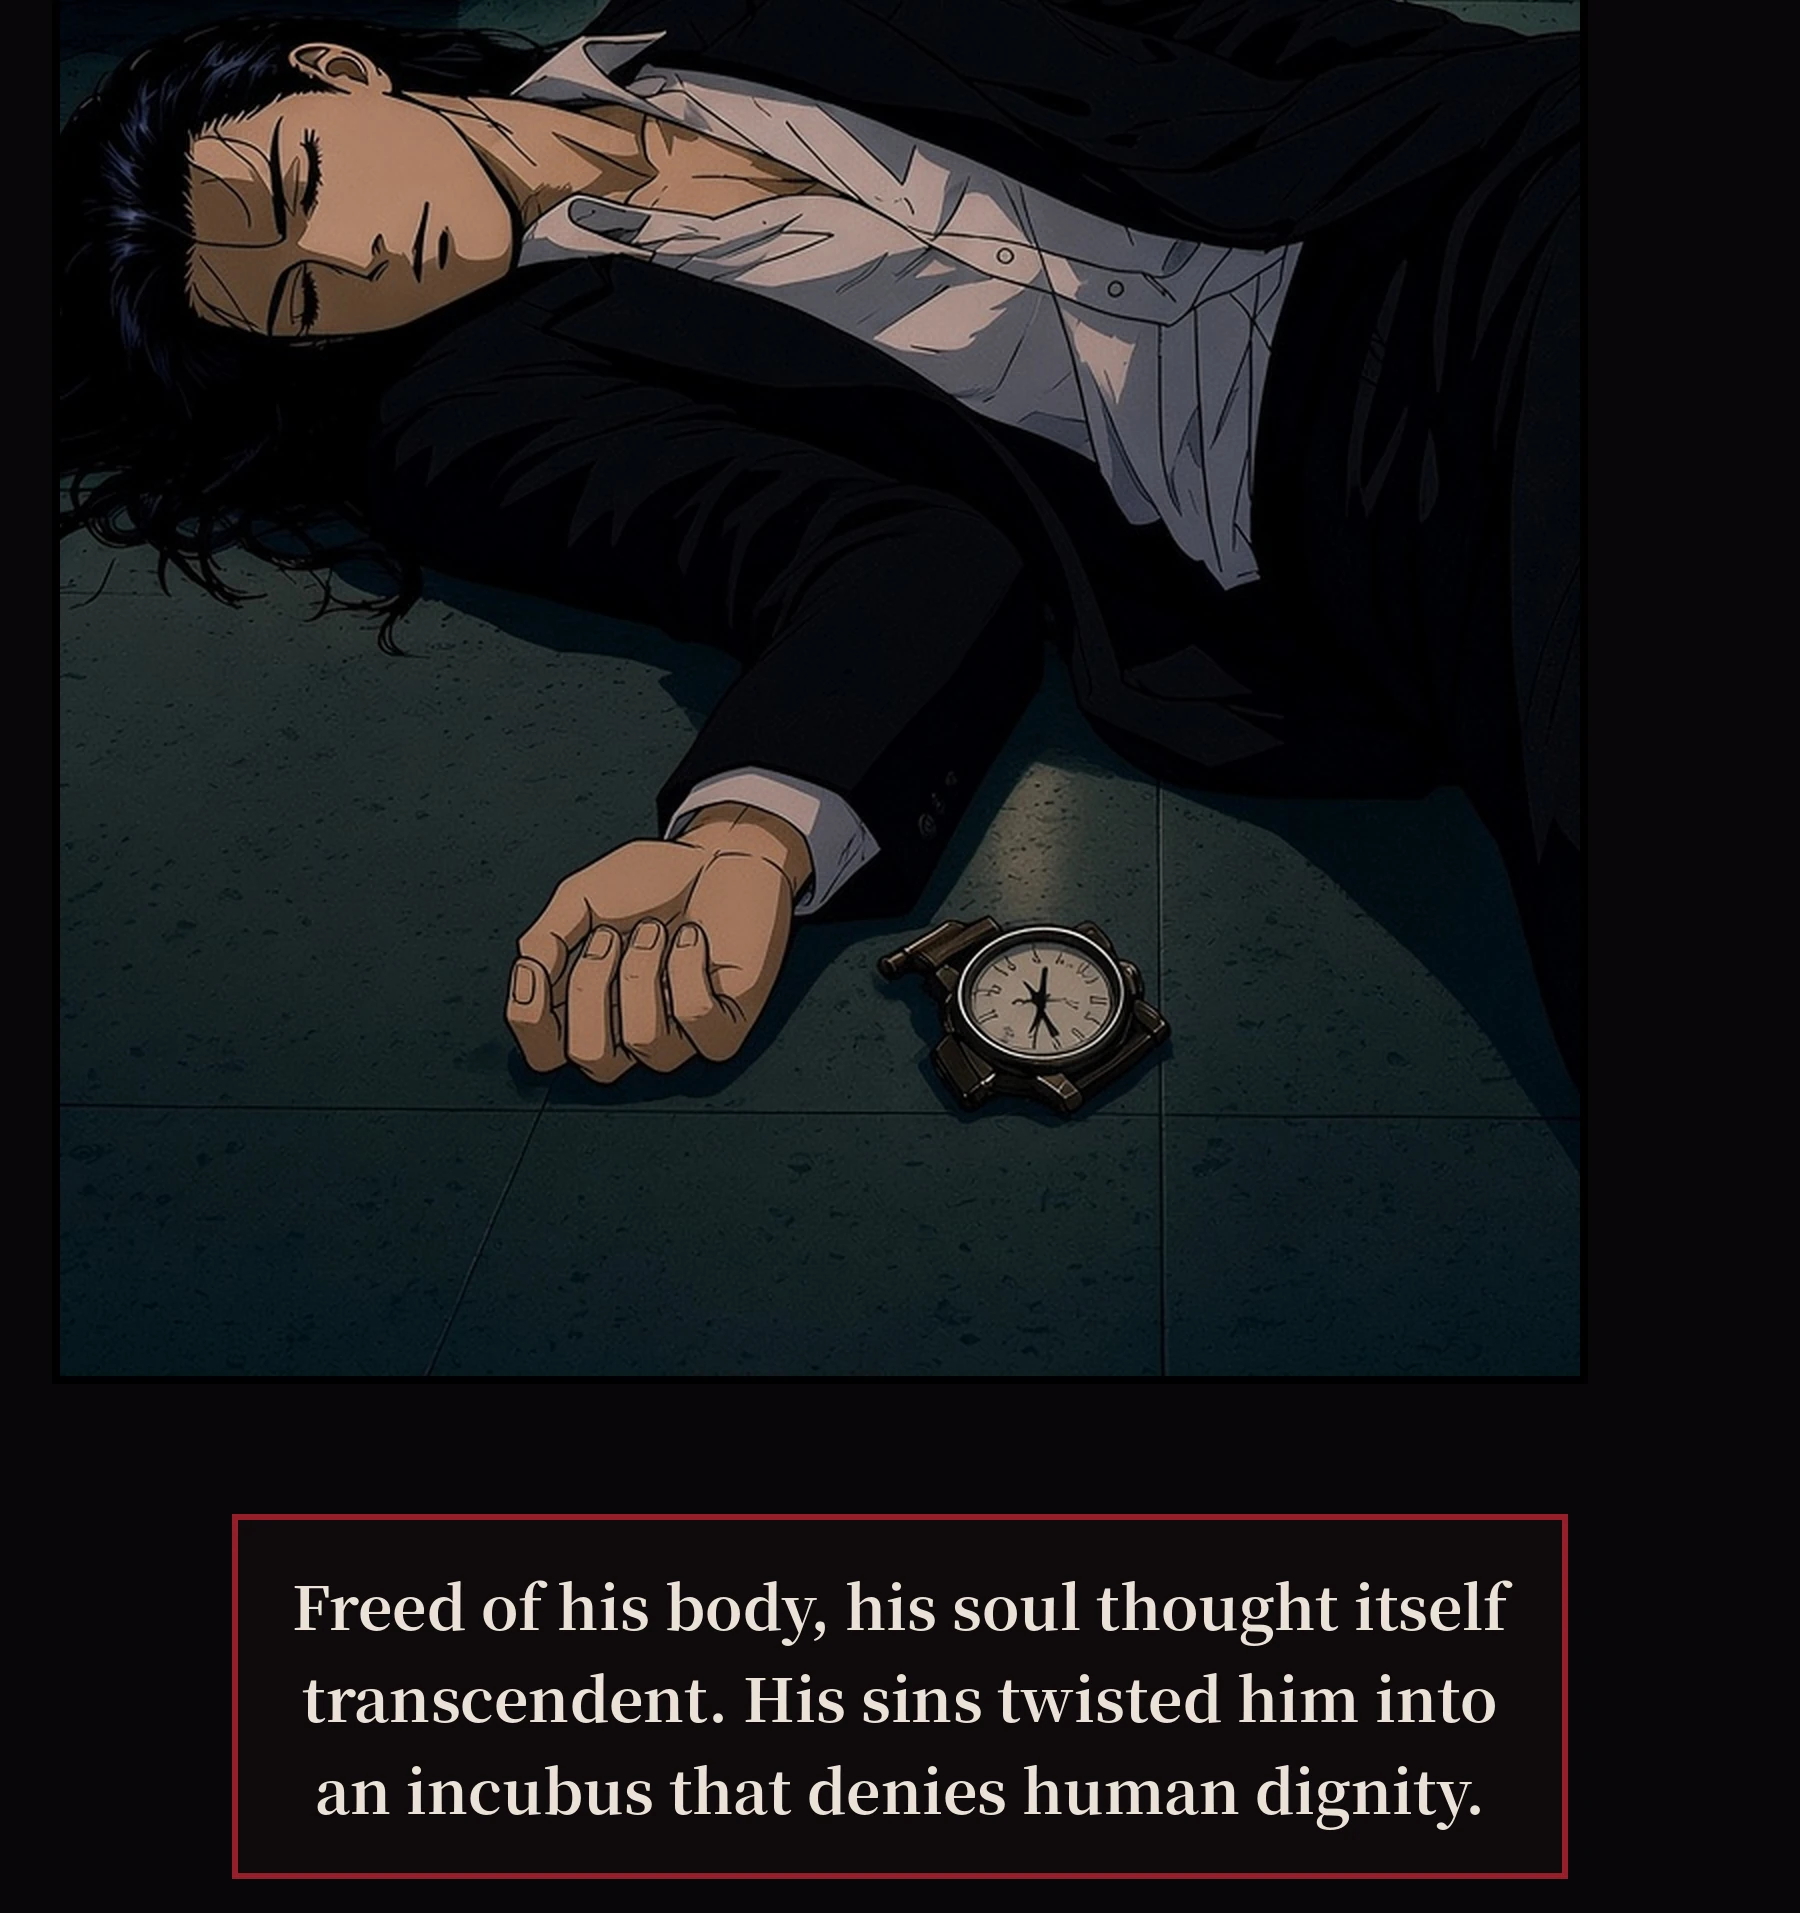 Freed of his body, his soul thought itself
transcendent. His sins twisted him into
an incubus that denies human dignity.